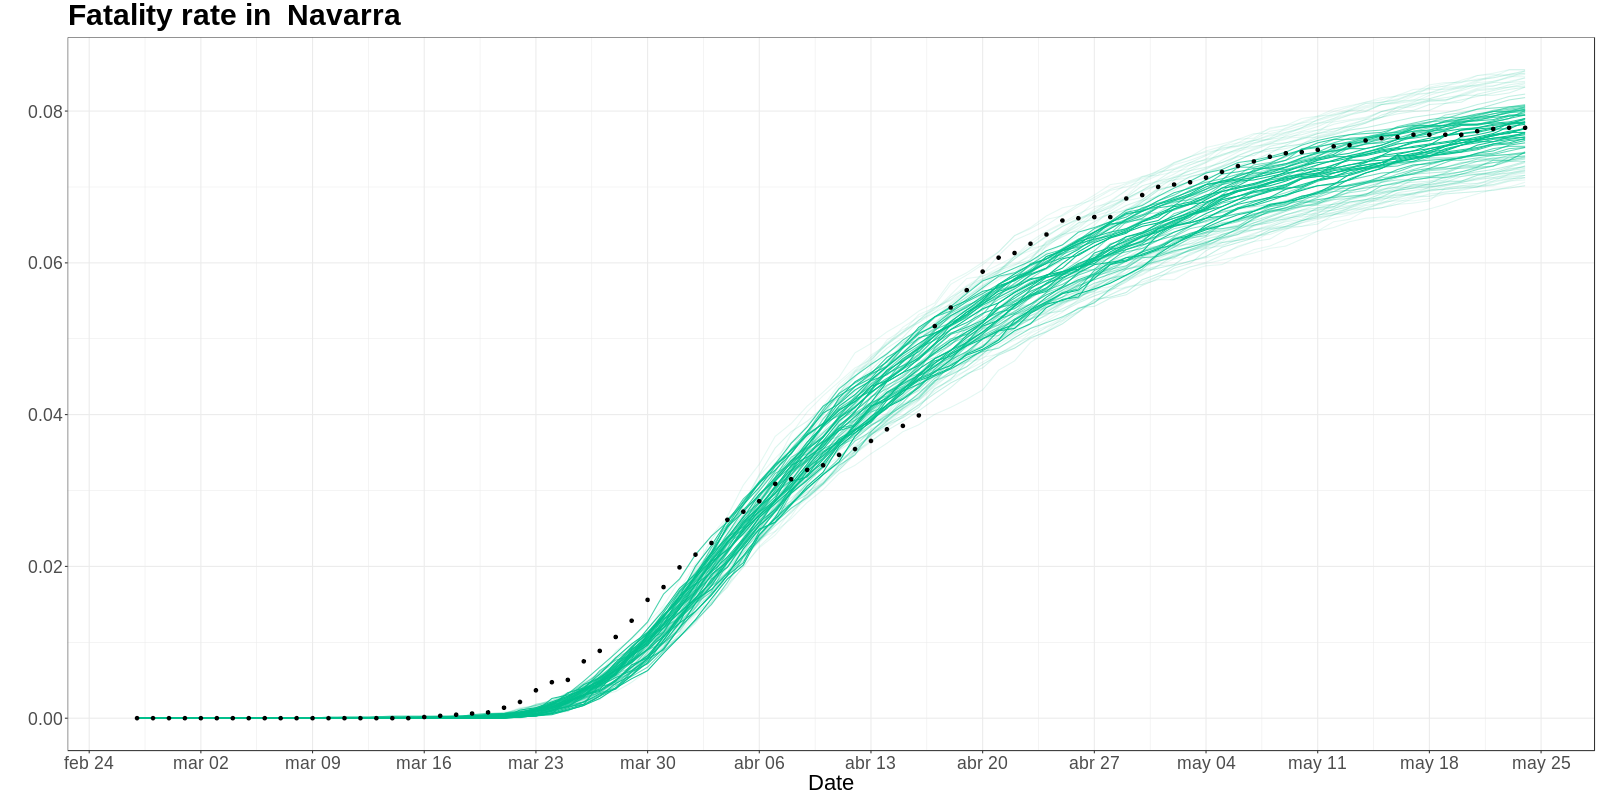 Fatality rate in  Navarra
0.08
0.06
0.04
0.02
0.00
feb 24 mar 02 mar 09 mar 16 mar 23 mar 30 abr 06 abr 13 abr 20 abr 27 may 04 may 11 may 18 may 25
Date